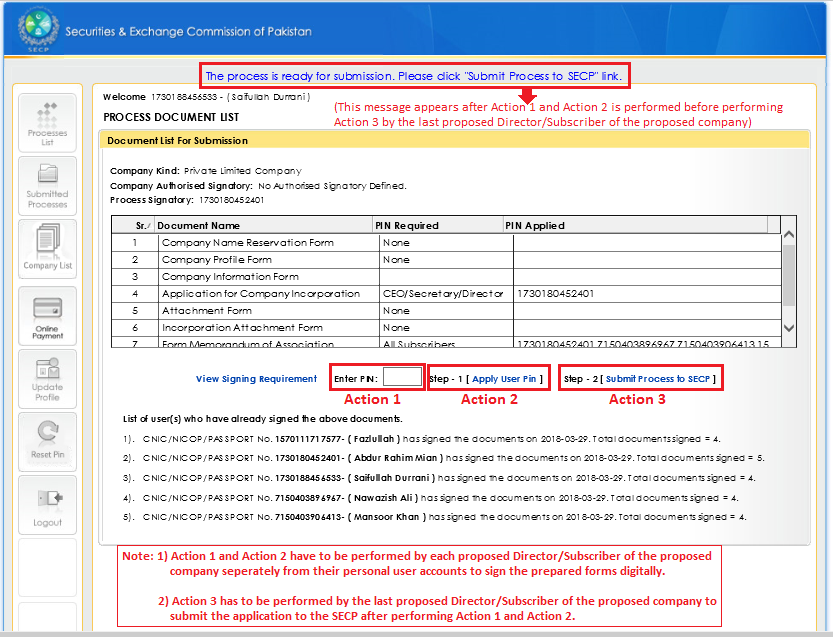 Securities & Exchange Commission of Pakistan
SECP
The process is ready for submission. Please click "Submit Process to SECP" link.
Welcome 1730188456533 - ( Saifullah Durrani )
(This message appears after Action 1 and Action 2 is performed before performing
Action 3 by the last proposed Director/Subscriber of the proposed company)
PROCESS DOCUMENT LIST
Document List For Submission
Processes
List
Submitted
Processes
Company List
Online
Payment
Update
Profile
Reset Pin
Logout
Company Kind: Private Limited Company
Company Authorised Signatory: No Authorised Signatory Defined.
Process Signatory: 1730180452401
Sr. Document Name PIN Required PIN Applied
1 Company Name Reservation Form None
2 Company Profile Form None
3 Company Information Form
4 Application for Company Incorporation CEO/Secretary/Director 1730180452401
5 Attachment Form None
6 Incorporation Attachment Form None
7 Form Memorandum of Association All Subscribers 1730180452401,7150403896967,7150403906413,15
View Signing Requirement Enter PIN: Step - 1 [ Apply User Pin ] Step - 2 [ Submit Process to SECP ]
Action 1 Action 2 Action 3
List of user(s) who have already signed the above documents.
1). CNIC/NICOP/PASSPORT No. 1570111717577- ( Fazlullah ) has signed the documents on 2018-03-29. Total documents signed = 4.
2). CNIC/NICOP/PASSPORT No. 1730180452401- ( Abdur Rahim Mian ) has signed the documents on 2018-03-29. Total documents signed = 5.
3). CNIC/NICOP/PASSPORT No. 1730188456533- ( Saifullah Durrani ) has signed the documents on 2018-03-29. Total documents signed = 4.
4). CNIC/NICOP/PASSPORT No. 7150403896967- ( Nawazish Ali ) has signed the documents on 2018-03-29. Total documents signed = 4.
5). CNIC/NICOP/PASSPORT No. 7150403906413- ( Mansoor Khan ) has signed the documents on 2018-03-29. Total documents signed = 4.
Note: 1) Action 1 and Action 2 have to be performed by each proposed Director/Subscriber of the proposed
company seperately from their personal user accounts to sign the prepared forms digitally.
2) Action 3 has to be performed by the last proposed Director/Subscriber of the proposed company to
submit the application to the SECP after performing Action 1 and Action 2.